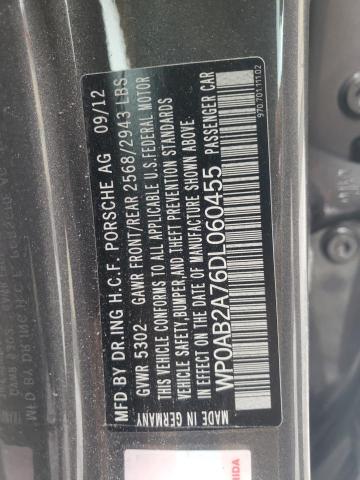 MFD BY DR.ING H.C.F. PORSCHE AG 09/12
GVWR 5302 GAWR FRONT/REAR 2568/2943 LBS.
THIS VEHICLE CONFORMS TO ALL APPLICABLE U.S.FEDERAL MOTOR
VEHICLE SAFETY,BUMPER,AND THEFT PREVENTION STANDARDS
IN EFFECT ON THE DATE OF MANUFACTURE SHOWN ABOVE.
MADE IN GERMANY PASSENGER CAR
WP0AB2A76DL060455
970.701.111.02